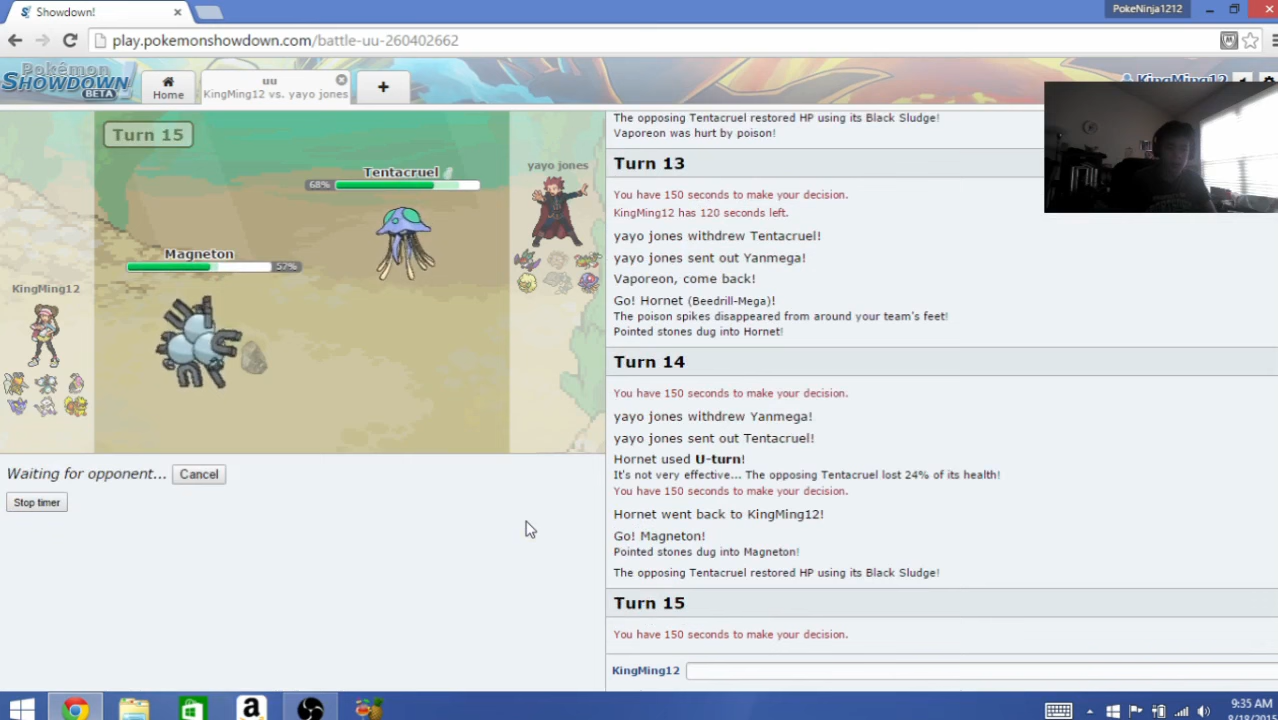 Showdown!
PokeNinja1212
play.pokemonshowdown.com/battle-uu-260402662
Pokémon
SHOWDOWN
BETA
Home
uu
KingMing12 vs. yayo jones
+
KingMing12
Turn 15
Tentacruel
68%
yayo jones
Magneton
57%
KingMing12
Waiting for opponent...
Cancel
Stop timer
The opposing Tentacruel restored HP using its Black Sludge!
Vaporeon was hurt by poison!
Turn 13
You have 150 seconds to make your decision.
KingMing12 has 120 seconds left.
yayo jones withdrew Tentacruel!
yayo jones sent out Yanmega!
Vaporeon, come back!
Go! Hornet (Beedrill-Mega)!
The poison spikes disappeared from around your team's feet!
Pointed stones dug into Hornet!
Turn 14
You have 150 seconds to make your decision.
yayo jones withdrew Yanmega!
yayo jones sent out Tentacruel!
Hornet used U-turn!
It's not very effective... The opposing Tentacruel lost 24% of its health!
You have 150 seconds to make your decision.
Hornet went back to KingMing12!
Go! Magneton!
Pointed stones dug into Magneton!
The opposing Tentacruel restored HP using its Black Sludge!
Turn 15
You have 150 seconds to make your decision.
KingMing12
9:35 AM